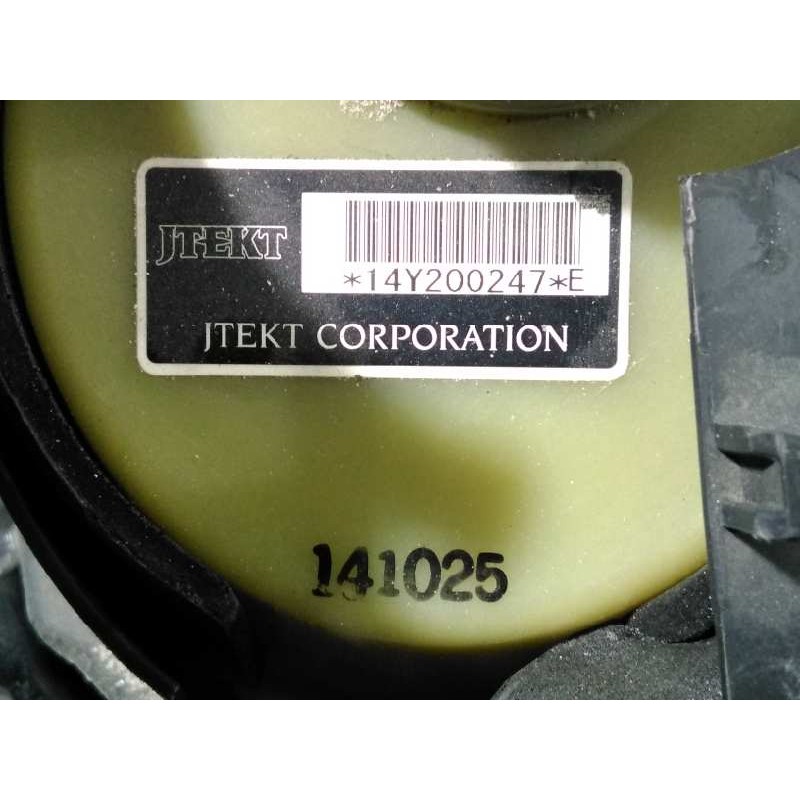 JTEKT
*14Y200247*E
JTEKT CORPORATION
141025